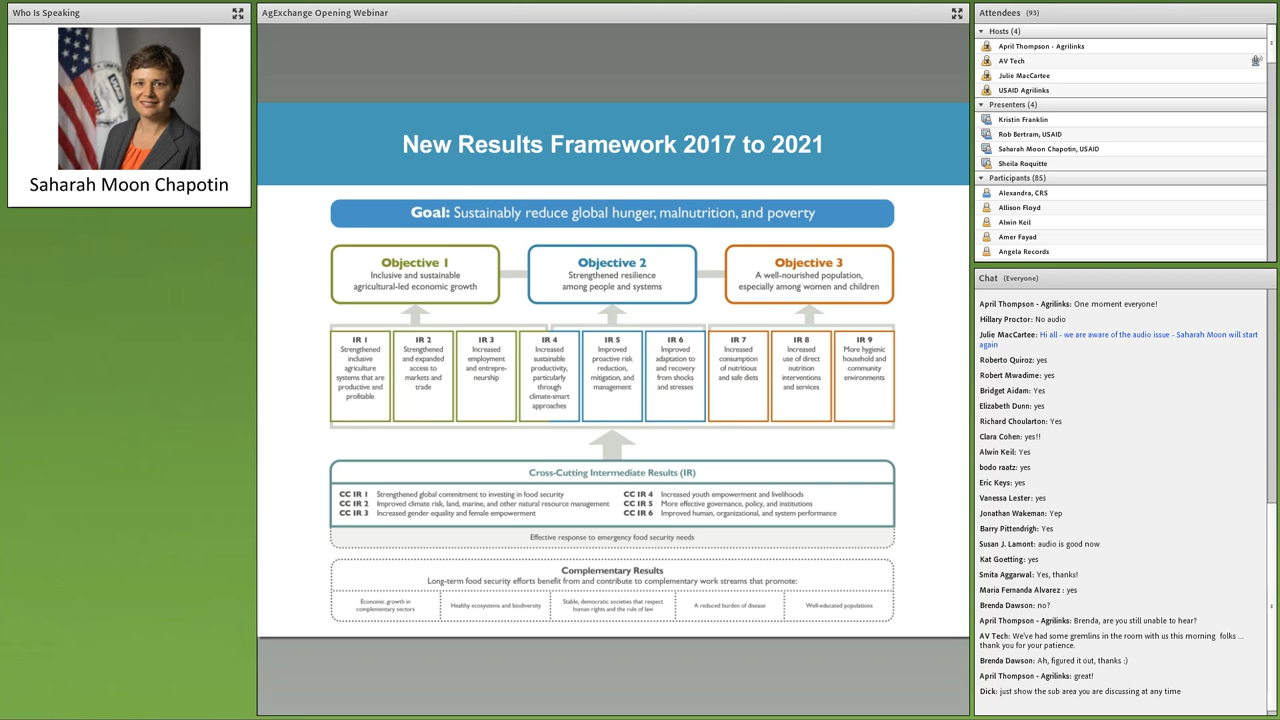 Who Is Speaking
Saharah Moon Chapotin
AgExchange Opening Webinar
New Results Framework 2017 to 2021
Goal: Sustainably reduce global hunger, malnutrition, and poverty
Objective 1
Inclusive and sustainable
agricultural-led economic growth
Objective 2
Strengthened resilience
among people and systems
Objective 3
A well-nourished population,
especially among women and children
IR 1
Strengthened
inclusive
agriculture
systems that are
productive and
profitable
IR 2
Strengthened
and expanded
access to
markets and
trade
IR 3
Increased
employment
and entrepre-
neurship
IR 4
Increased
sustainable
productivity,
particularly
through
climate-smart
approaches
IR 5
Improved
proactive risk
reduction,
mitigation, and
management
IR 6
Improved
adaptation to
and recovery
from shocks
and stresses
IR 7
Increased
consumption
of nutritious
and safe diets
IR 8
Increased
use of direct
nutrition
interventions
and services
IR 9
More hygienic
household and
community
environments
Cross-Cutting Intermediate Results (IR)
CC IR 1 Strengthened global commitment to investing in food security
CC IR 2 Improved climate risk, land, marine, and other natural resource management
CC IR 3 Increased gender equality and female empowerment
CC IR 4 Increased youth empowerment and livelihoods
CC IR 5 More effective governance, policy, and institutions
CC IR 6 Improved human, organizational, and system performance
Effective response to emergency food security needs
Complementary Results
Long-term food security efforts benefit from and contribute to complementary work streams that promote:
Economic growth in
complementary sectors
Healthy ecosystems and biodiversity
Stable, democratic societies that respect
human rights and the rule of law
A reduced burden of disease
Well-educated populations
Attendees (93)
Hosts (4)
April Thompson - Agrilinks
AV Tech
Julie MacCartee
USAID Agrilinks
Presenters (4)
Kristin Franklin
Rob Bertram, USAID
Saharah Moon Chapotin, USAID
Sheila Roquitte
Participants (85)
Alexandra, CRS
Allison Floyd
Alwin Keil
Amer Fayad
Angela Records
Chat (Everyone)
April Thompson - Agrilinks: One moment everyone!
Hillary Proctor: No audio
Julie MacCartee: Hi all - we are aware of the audio issue - Saharah Moon will start
again
Roberto Quiroz: yes
Robert Mwadime: yes
Bridget Aidam: Yes
Elizabeth Dunn: yes
Richard Choularton: Yes
Clara Cohen: yes!!
Alwin Keil: Yes
bodo raatz: yes
Eric Keys: yes
Vanessa Lester: yes
Jonathan Wakeman: Yep
Barry Pittendrigh: Yes
Susan J. Lamont: audio is good now
Kat Goetting: yes
Smita Aggarwal: Yes, thanks!
Maria Fernanda Alvarez : yes
Brenda Dawson: no?
April Thompson - Agrilinks: Brenda, are you still unable to hear?
AV Tech: We've had some gremlins in the room with us this morning folks ...
thank you for your patience.
Brenda Dawson: Ah, figured it out, thanks :)
April Thompson - Agrilinks: great!
Dick: just show the sub area you are discussing at any time